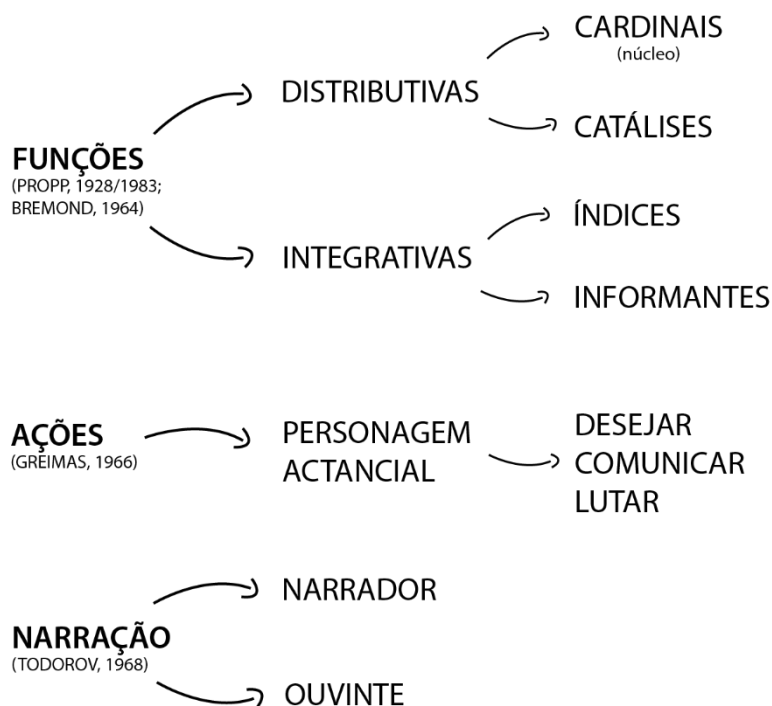 FUNÇÕES
(PROPP, 1928/1983;
BREMOND, 1964)
DISTRIBUTIVAS
CARDINAIS
(núcleo)
CATÁLISES
INTEGRATIVAS
ÍNDICES
INFORMANTES
AÇÕES
(GREIMAS, 1966)
PERSONAGEM
ACTANCIAL
DESEJAR
COMUNICAR
LUTAR
NARRAÇÃO
(TODOROV, 1968)
NARRADOR
OUVINTE